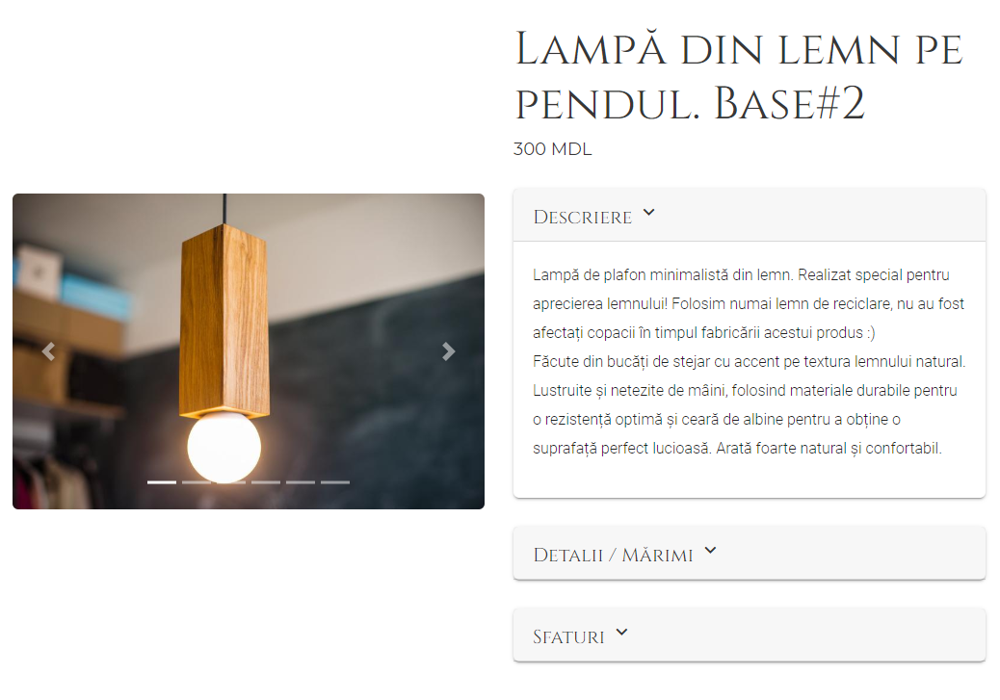 Lampă din lemn pe
pendul. Base#2
300 MDL
Descriere
Lampă de plafon minimalistă din lemn. Realizat special pentru
aprecierea lemnului! Folosim numai lemn de reciclare, nu au fost
afectați copacii în timpul fabricării acestui produs :)
Făcute din bucăți de stejar cu accent pe textura lemnului natural.
Lustruite și netezite de mâini, folosind materiale durabile pentru
o rezistență optimă și ceară de albine pentru a obține o
suprafață perfect lucioasă. Arată foarte natural și confortabil.
Detalii / Mărimi
Sfaturi